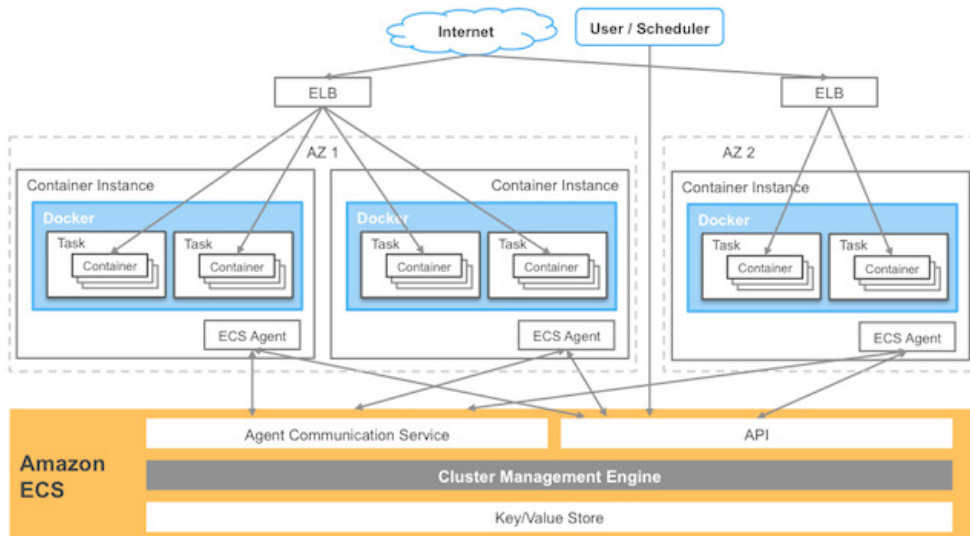 Internet
User / Scheduler
ELB
ELB
AZ 1
AZ 2
Container Instance
Container Instance
Container Instance
Docker
Docker
Docker
Task
Task
Task
Task
Task
Task
Container
Container
Container
Container
Container
Container
ECS Agent
ECS Agent
ECS Agent
Amazon
ECS
Agent Communication Service
API
Cluster Management Engine
Key/Value Store